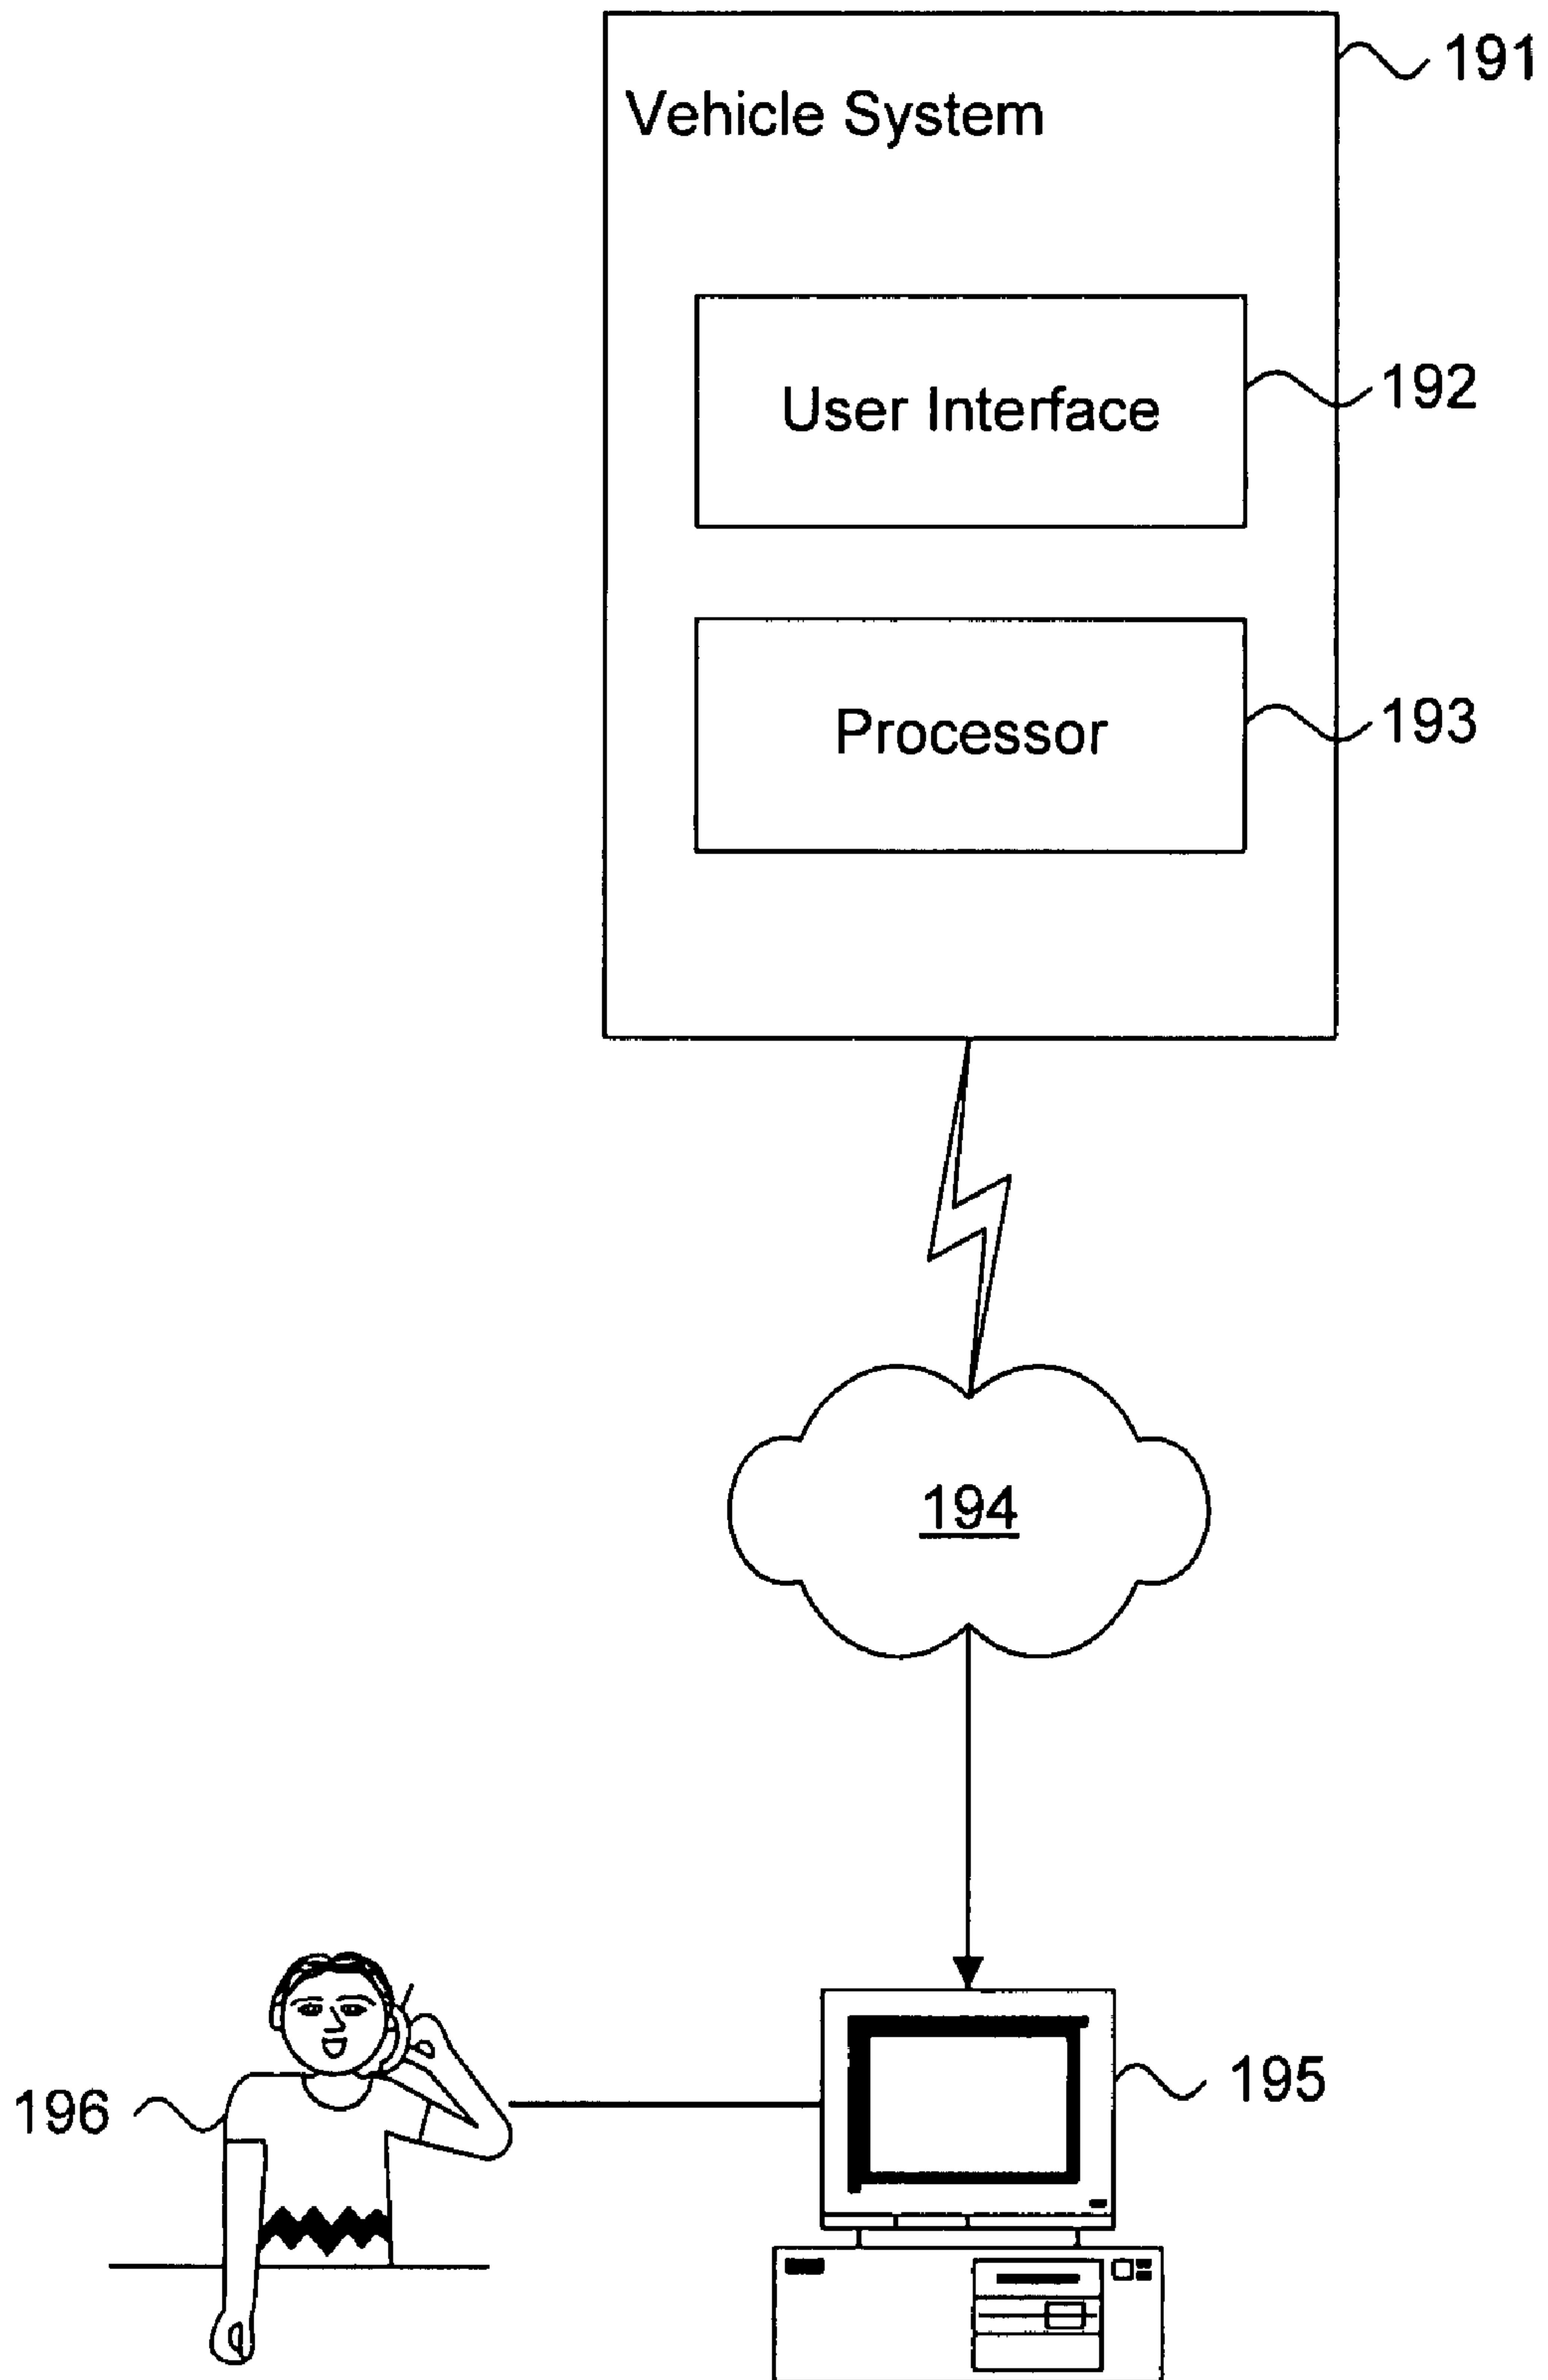 191
Vehicle System
User Interface
192
Processor
193
194
195
196